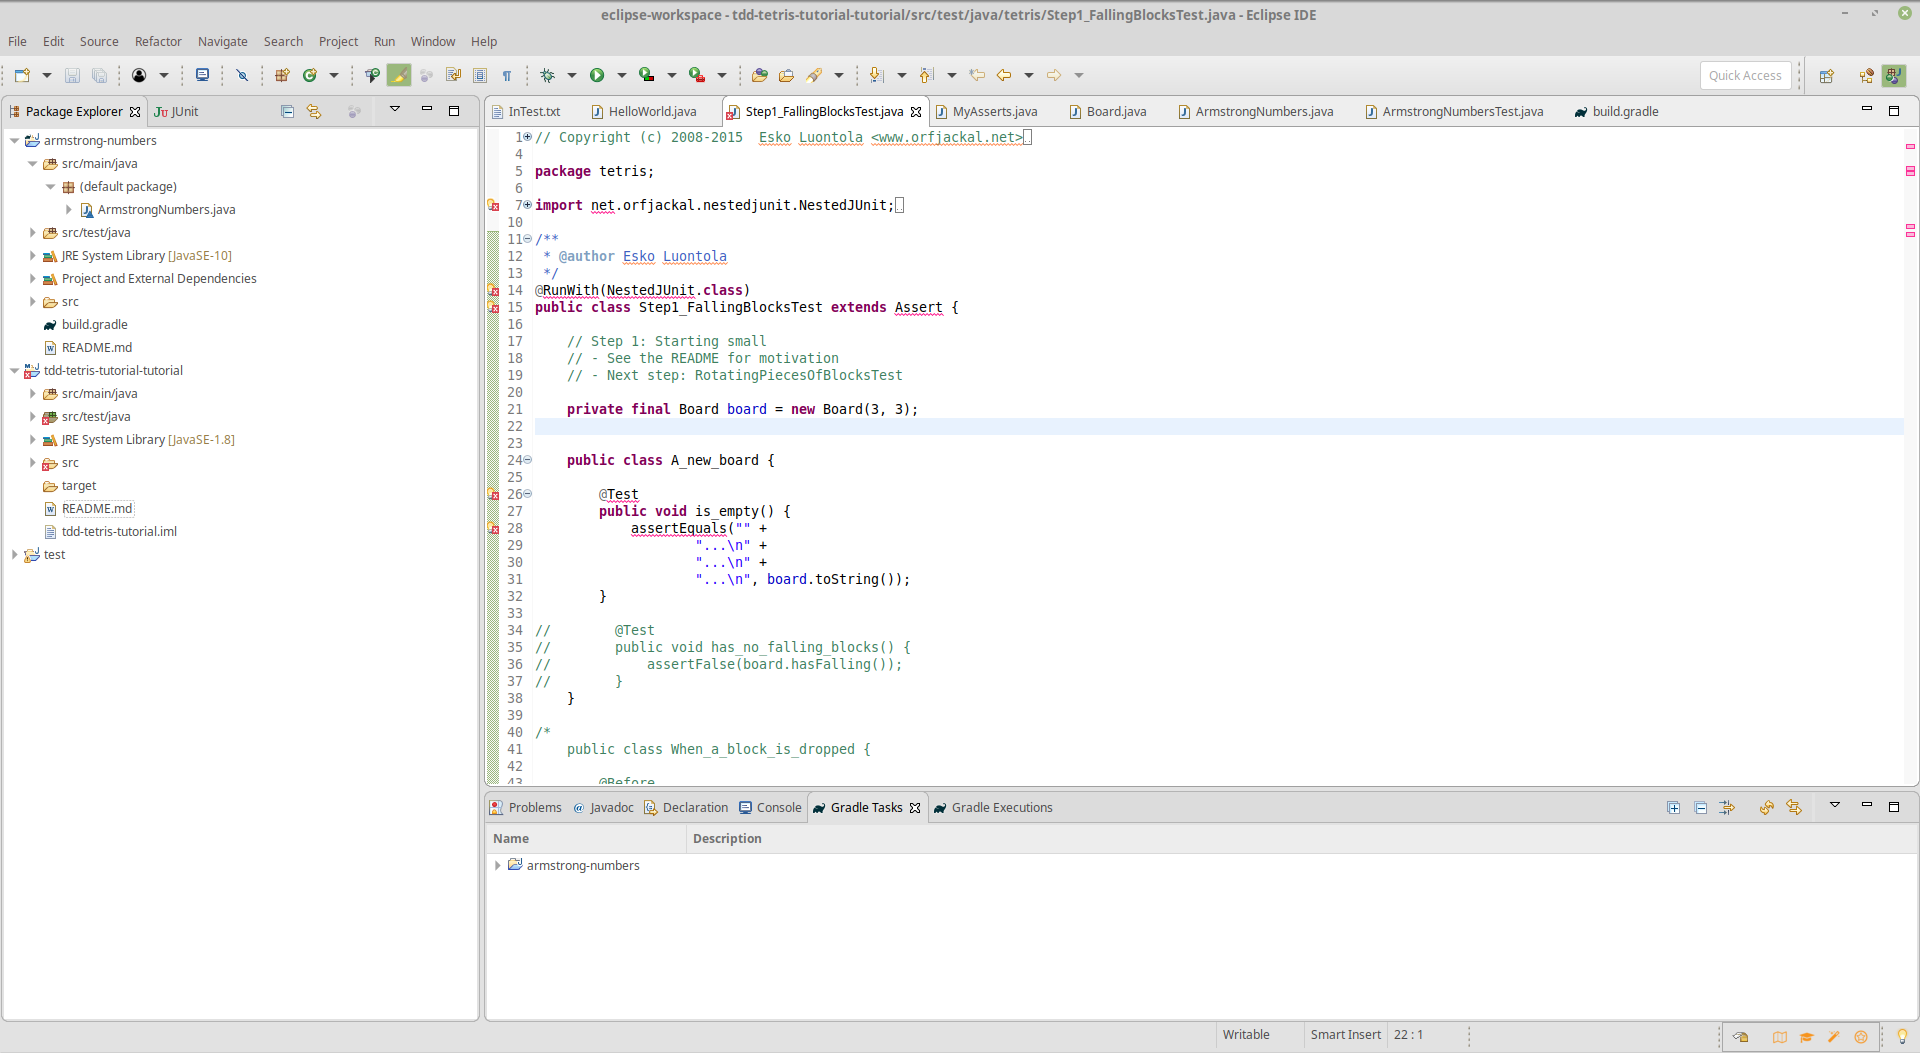 eclipse-workspace - tdd-tetris-tutorial-tutorial/src/test/java/tetris/Step1_FallingBlocksTest.java - Eclipse IDE
File Edit Source Refactor Navigate Search Project Run Window Help
Quick Access
Package Explorer JUnit
armstrong-numbers
src/main/java
(default package)
ArmstrongNumbers.java
src/test/java
JRE System Library [JavaSE-10]
Project and External Dependencies
src
build.gradle
README.md
tdd-tetris-tutorial-tutorial
src/main/java
src/test/java
JRE System Library [JavaSE-1.8]
src
target
README.md
tdd-tetris-tutorial.iml
test
InTest.txt HelloWorld.java Step1_FallingBlocksTest.java MyAsserts.java Board.java ArmstrongNumbers.java ArmstrongNumbersTest.java build.gradle
1 // Copyright (c) 2008-2015  Esko Luontola <www.orfjackal.net>
4
5 package tetris;
6
7 import net.orfjackal.nestedjunit.NestedJUnit;
10
11 /**
12  * @author Esko Luontola
13  */
14 @RunWith(NestedJUnit.class)
15 public class Step1_FallingBlocksTest extends Assert {
16
17     // Step 1: Starting small
18     // - See the README for motivation
19     // - Next step: RotatingPiecesOfBlocksTest
20
21     private final Board board = new Board(3, 3);
22
23
24     public class A_new_board {
25
26         @Test
27         public void is_empty() {
28             assertEquals("" +
29                     "...\n" +
30                     "...\n" +
31                     "...\n", board.toString());
32         }
33
34 //        @Test
35 //        public void has_no_falling_blocks() {
36 //            assertFalse(board.hasFalling());
37 //        }
38     }
39
40 /*
41     public class When_a_block_is_dropped {
42
43         @Before
Problems Javadoc Declaration Console Gradle Tasks Gradle Executions
Name Description
armstrong-numbers
Writable Smart Insert 22 : 1